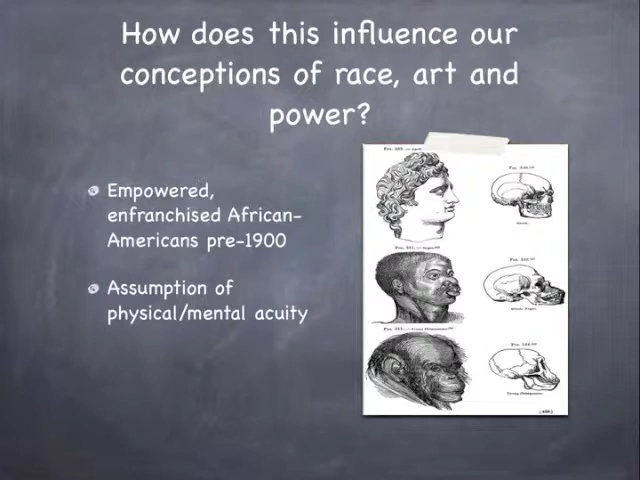 How does this influence our
conceptions of race, art and
power?
Empowered,
enfranchised African-
Americans pre-1900
Assumption of
physical/mental acuity